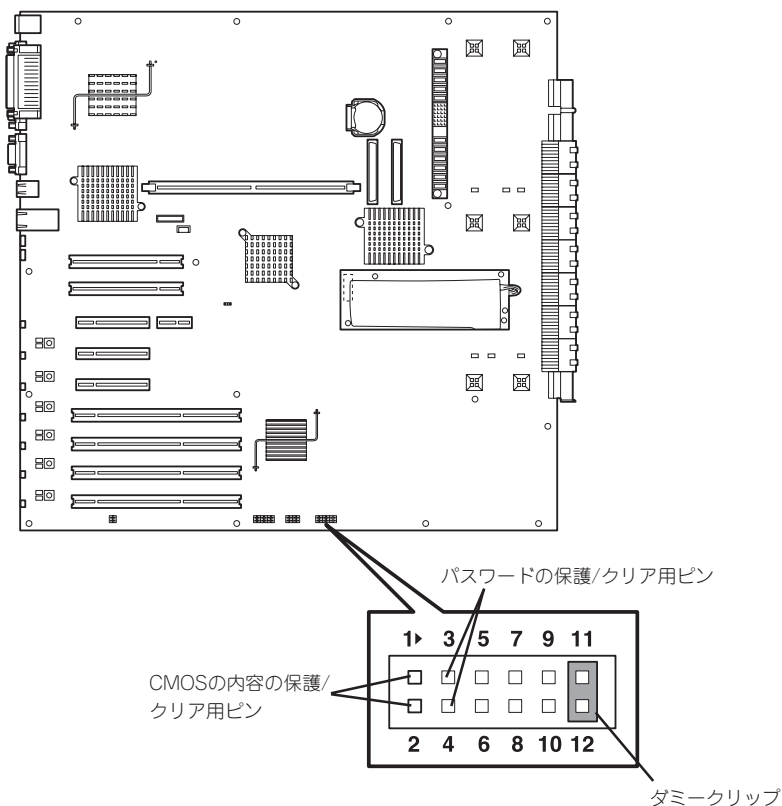 パスワードの保護/クリア用ピン
1 3 5 7 9 11
CMOSの内容の保護/
クリア用ピン
2 4 6 8 10 12
ダミークリップ